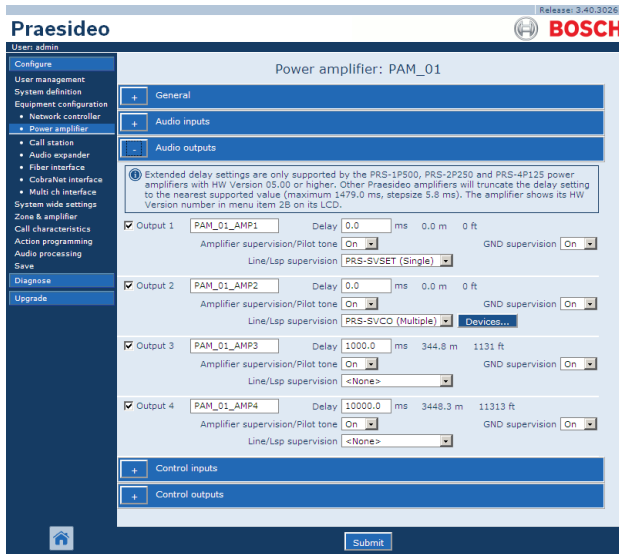 Release: 3.40.3026
Praesideo
BOSCH
User: admin
Configure
User management
System definition
Equipment configuration
• Network controller
• Power amplifier
• Call station
• Audio expander
• Fiber interface
• CobraNet interface
• Multi ch interface
System wide settings
Zone & amplifier
Call characteristics
Action programming
Audio processing
Save
Diagnose
Upgrade
Power amplifier: PAM_01
+ General
+ Audio inputs
- Audio outputs
Extended delay settings are only supported by the PRS-1P500, PRS-2P250 and PRS-4P125 power
amplifiers with HW Version 05.00 or higher. Other Praesideo amplifiers will truncate the delay setting
to the nearest supported value (maximum 1479.0 ms, stepsize 5.8 ms). The amplifier shows its HW
Version number in menu item 2B on its LCD.
Output 1 PAM_01_AMP1 Delay 0.0 ms 0.0 m 0 ft
Amplifier supervision/Pilot tone On GND supervision On
Line/Lsp supervision PRS-SVSET (Single)
Output 2 PAM_01_AMP2 Delay 0.0 ms 0.0 m 0 ft
Amplifier supervision/Pilot tone On GND supervision On
Line/Lsp supervision PRS-SVCO (Multiple) Devices...
Output 3 PAM_01_AMP3 Delay 1000.0 ms 344.8 m 1131 ft
Amplifier supervision/Pilot tone On GND supervision On
Line/Lsp supervision <None>
Output 4 PAM_01_AMP4 Delay 10000.0 ms 3448.3 m 11313 ft
Amplifier supervision/Pilot tone On GND supervision On
Line/Lsp supervision <None>
+ Control inputs
+ Control outputs
Submit